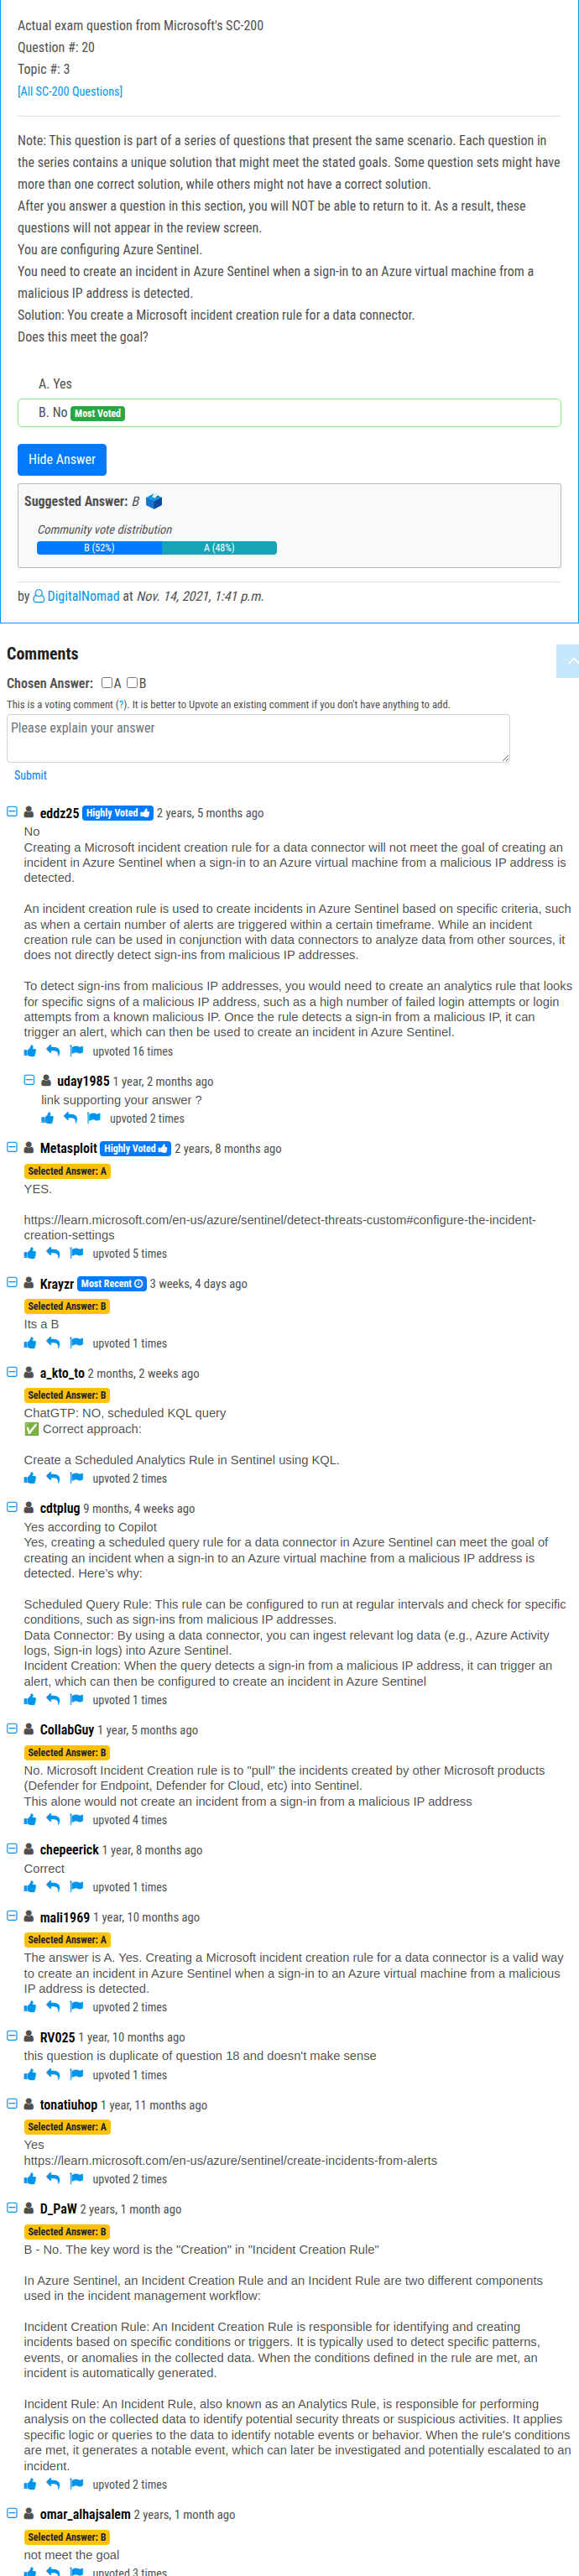 Actual exam question from Microsoft's SC-200
Question #: 20
Topic #: 3
[All SC-200 Questions]
Note: This question is part of a series of questions that present the same scenario. Each question in
the series contains a unique solution that might meet the stated goals. Some question sets might have
more than one correct solution, while others might not have a correct solution.
After you answer a question in this section, you will NOT be able to return to it. As a result, these
questions will not appear in the review screen.
You are configuring Azure Sentinel.
You need to create an incident in Azure Sentinel when a sign-in to an Azure virtual machine from a
malicious IP address is detected.
Solution: You create a Microsoft incident creation rule for a data connector.
Does this meet the goal?
A. Yes
B. No Most Voted
Hide Answer
Suggested Answer: B
Community vote distribution
B (52%) A (48%)
by DigitalNomad at Nov. 14, 2021, 1:41 p.m.
Comments
Chosen Answer: A B
This is a voting comment (?). It is better to Upvote an existing comment if you don't have anything to add.
Please explain your answer
Submit
eddz25 Highly Voted 2 years, 5 months ago
No
Creating a Microsoft incident creation rule for a data connector will not meet the goal of creating an
incident in Azure Sentinel when a sign-in to an Azure virtual machine from a malicious IP address is
detected.
An incident creation rule is used to create incidents in Azure Sentinel based on specific criteria, such
as when a certain number of alerts are triggered within a certain timeframe. While an incident
creation rule can be used in conjunction with data connectors to analyze data from other sources, it
does not directly detect sign-ins from malicious IP addresses.
To detect sign-ins from malicious IP addresses, you would need to create an analytics rule that looks
for specific signs of a malicious IP address, such as a high number of failed login attempts or login
attempts from a known malicious IP. Once the rule detects a sign-in from a malicious IP, it can
trigger an alert, which can then be used to create an incident in Azure Sentinel.
upvoted 16 times
uday1985 1 year, 2 months ago
link supporting your answer ?
upvoted 2 times
Metasploit Highly Voted 2 years, 8 months ago
Selected Answer: A
YES.
https://learn.microsoft.com/en-us/azure/sentinel/detect-threats-custom#configure-the-incident-
creation-settings
upvoted 5 times
Krayzr Most Recent 3 weeks, 4 days ago
Selected Answer: B
Its a B
upvoted 1 times
a_kto_to 2 months, 2 weeks ago
Selected Answer: B
ChatGTP: NO, scheduled KQL query
✅ Correct approach:
Create a Scheduled Analytics Rule in Sentinel using KQL.
upvoted 2 times
cdtplug 9 months, 4 weeks ago
Yes according to Copilot
Yes, creating a scheduled query rule for a data connector in Azure Sentinel can meet the goal of
creating an incident when a sign-in to an Azure virtual machine from a malicious IP address is
detected. Here's why:
Scheduled Query Rule: This rule can be configured to run at regular intervals and check for specific
conditions, such as sign-ins from malicious IP addresses.
Data Connector: By using a data connector, you can ingest relevant log data (e.g., Azure Activity
logs, Sign-in logs) into Azure Sentinel.
Incident Creation: When the query detects a sign-in from a malicious IP address, it can trigger an
alert, which can then be configured to create an incident in Azure Sentinel
upvoted 1 times
CollabGuy 1 year, 5 months ago
Selected Answer: B
No. Microsoft Incident Creation rule is to "pull" the incidents created by other Microsoft products
(Defender for Endpoint, Defender for Cloud, etc) into Sentinel.
This alone would not create an incident from a sign-in from a malicious IP address
upvoted 4 times
chepeerick 1 year, 8 months ago
Correct
upvoted 1 times
mali1969 1 year, 10 months ago
Selected Answer: A
The answer is A. Yes. Creating a Microsoft incident creation rule for a data connector is a valid way
to create an incident in Azure Sentinel when a sign-in to an Azure virtual machine from a malicious
IP address is detected.
upvoted 2 times
RV025 1 year, 10 months ago
this question is duplicate of question 18 and doesn't make sense
upvoted 1 times
tonatiuhop 1 year, 11 months ago
Selected Answer: A
Yes
https://learn.microsoft.com/en-us/azure/sentinel/create-incidents-from-alerts
upvoted 2 times
D_PaW 2 years, 1 month ago
Selected Answer: B
B - No. The key word is the "Creation" in "Incident Creation Rule"
In Azure Sentinel, an Incident Creation Rule and an Incident Rule are two different components
used in the incident management workflow:
Incident Creation Rule: An Incident Creation Rule is responsible for identifying and creating
incidents based on specific conditions or triggers. It is typically used to detect specific patterns,
events, or anomalies in the collected data. When the conditions defined in the rule are met, an
incident is automatically generated.
Incident Rule: An Incident Rule, also known as an Analytics Rule, is responsible for performing
analysis on the collected data to identify potential security threats or suspicious activities. It applies
specific logic or queries to the data to identify notable events or behavior. When the rule's conditions
are met, it generates a notable event, which can later be investigated and potentially escalated to an
incident.
upvoted 2 times
omar_alhajsalem 2 years, 1 month ago
Selected Answer: B
not meet the goal
upvoted 3 times